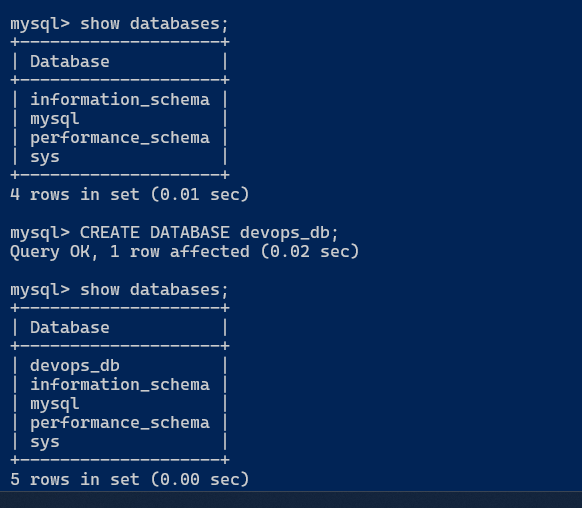 mysql> show databases;
+--------------------+
| Database           |
+--------------------+
| information_schema |
| mysql              |
| performance_schema |
| sys                |
+--------------------+
4 rows in set (0.01 sec)

mysql> CREATE DATABASE devops_db;
Query OK, 1 row affected (0.02 sec)

mysql> show databases;
+--------------------+
| Database           |
+--------------------+
| devops_db          |
| information_schema |
| mysql              |
| performance_schema |
| sys                |
+--------------------+
5 rows in set (0.00 sec)